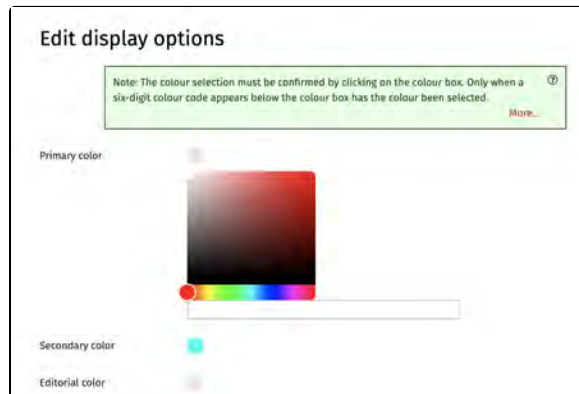 Edit display options
Note: The colour selection must be confirmed by clicking on the colour box. Only when a
six-digit colour code appears below the colour box has the colour been selected.
More...
Primary color
Secondary color
Editorial color